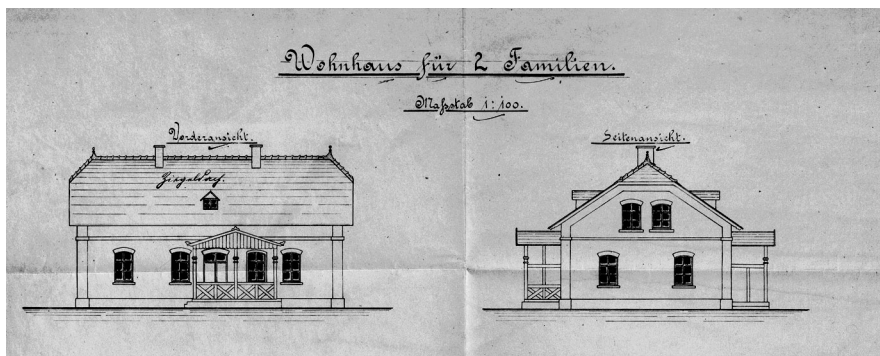 Wohnhaus für 2 Familien.
Maßstab 1:100.
Vorderansicht.
Seitenansicht.
Ziegeldach.